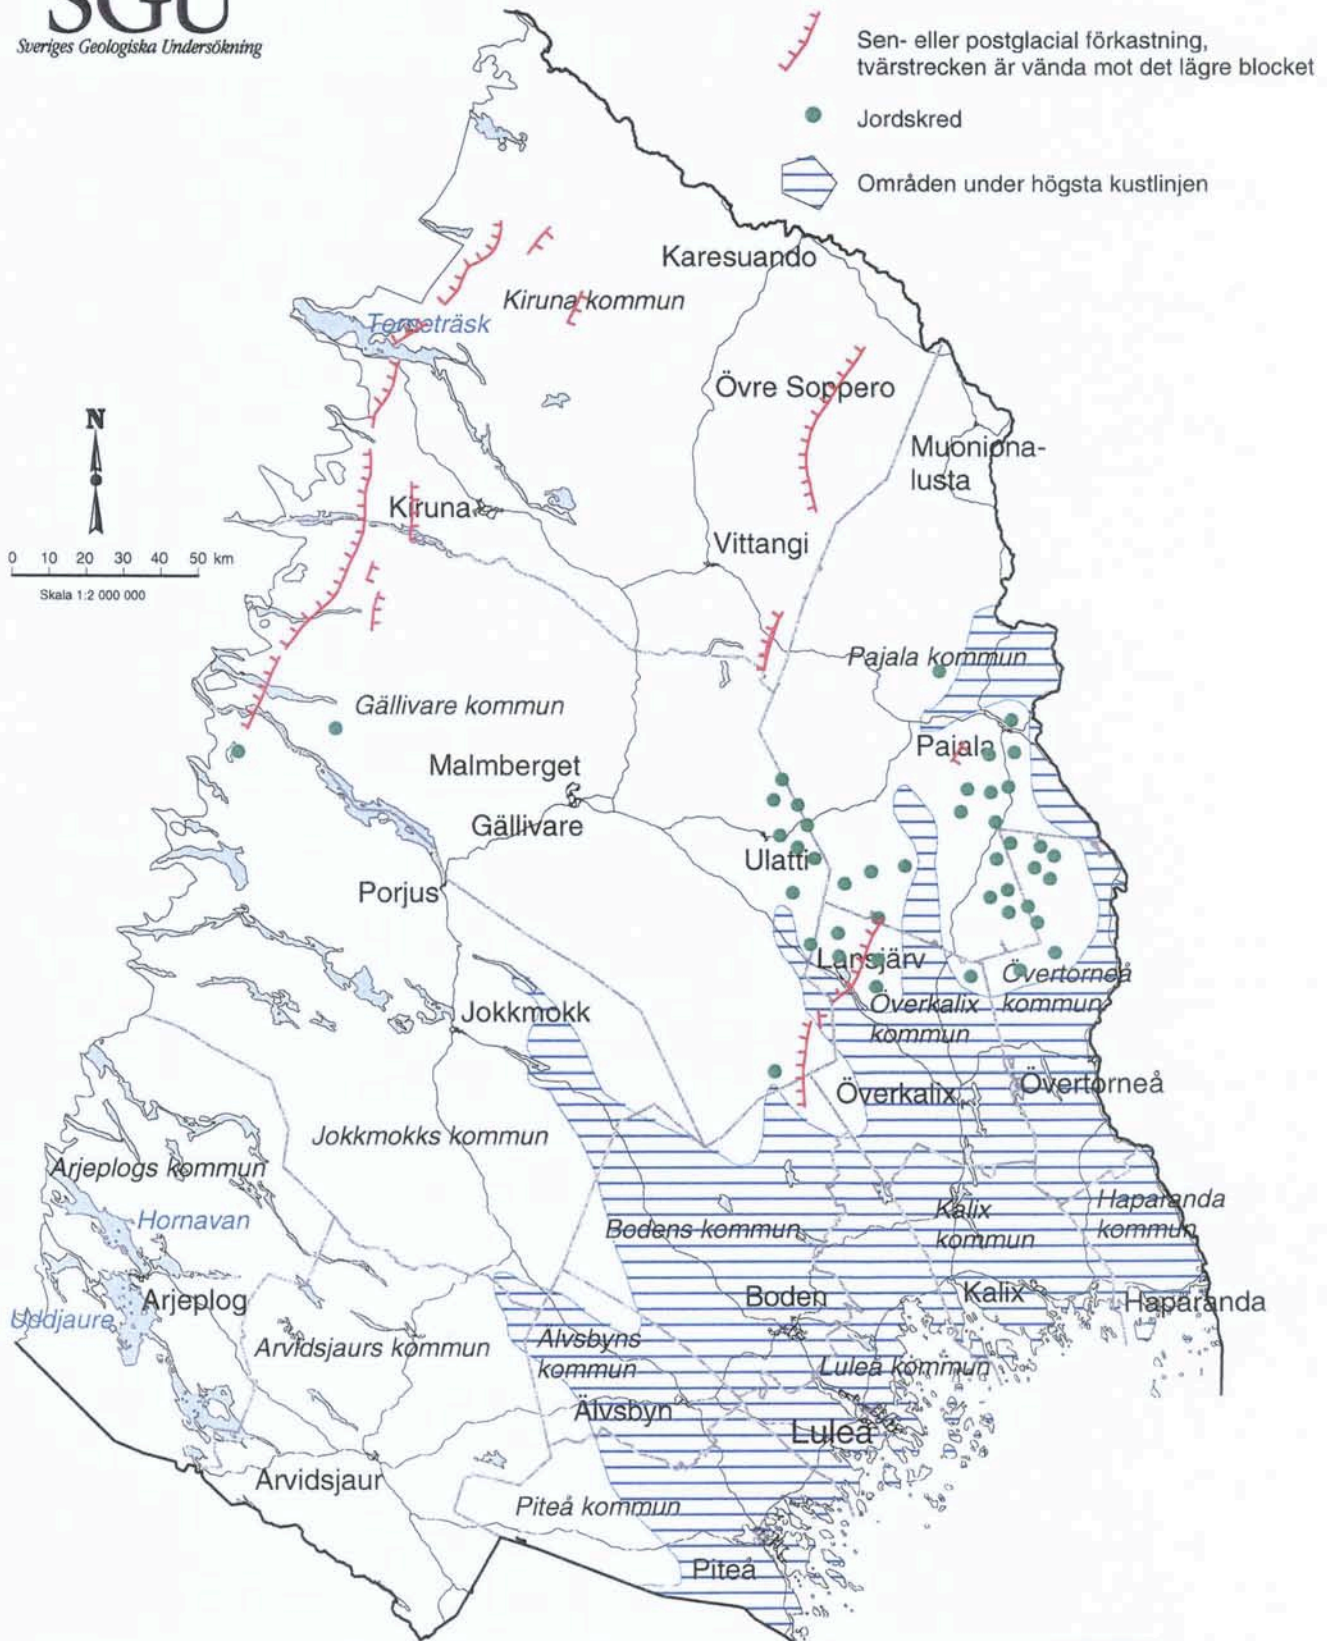 SGU
Sveriges Geologiska Undersökning
Sen- eller postglacial förkastning,
tvärstrecken är vända mot det lägre blocket
Jordskred
Områden under högsta kustlinjen
Karesuando
Kiruna kommun
Torneträsk
Övre Soppero
N
Muoniona-
lusta
Kiruna
Vittangi
0 10 20 30 40 50 km
Skala 1:2 000 000
Pajala kommun
Gällivare kommun
Pajala
Malmberget
Gällivare
Ulatti
Porjus
Lansjärv
Övertorneå
kommun
Överkalix
kommun
Jokkmokk
Överkalix
Övertorneå
Jokkmokks kommun
Arjeplogs kommun
Hornavan
Bodens kommun
Kalix
kommun
Haparanda
kommun
Arjeplog
Boden
Kalix
Haparanda
Uddjaure
Arvidsjaurs kommun
Älvsbyns
kommun
Luleå kommun
Älvsbyn
Luleå
Arvidsjaur
Piteå kommun
Piteå